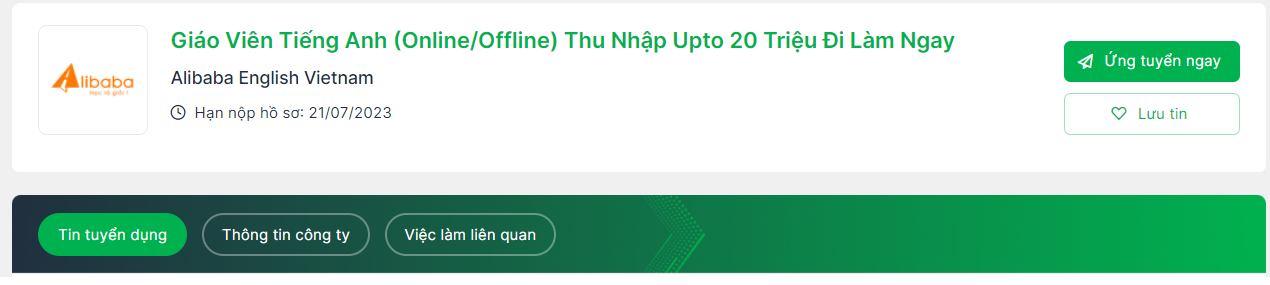 Giáo Viên Tiếng Anh (Online/Offline) Thu Nhập Upto 20 Triệu Đi Làm Ngay
Alibaba
Học là giỏi !
Alibaba English Vietnam
Hạn nộp hồ sơ: 21/07/2023
Ứng tuyển ngay
Lưu tin
Tin tuyển dụng
Thông tin công ty
Việc làm liên quan